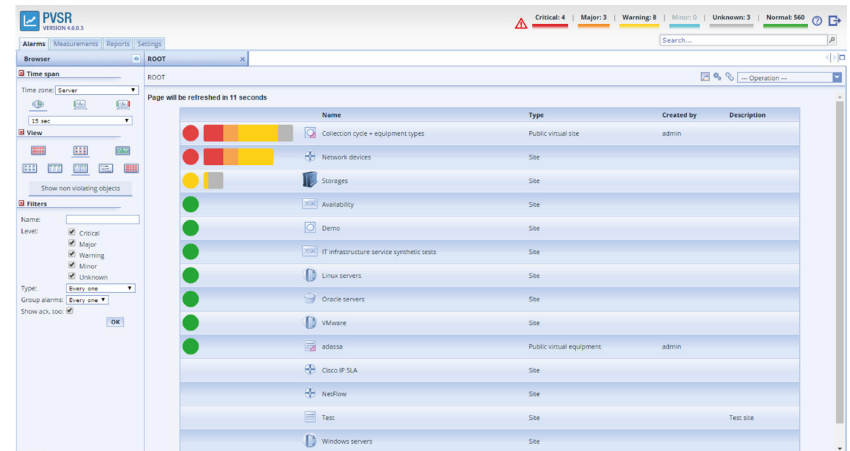 PVSR
VERSION 4.6.0.3
Critical: 4 | Major: 3 | Warning: 8 | Minor: 0 | Unknown: 3 | Normal: 560
Alarms Measurements Reports Settings
Search...
Browser
ROOT
Time span
ROOT
--- Operation ---
Time zone: Server
Page will be refreshed in 11 seconds
15 sec
Name Type Created by Description
View
Collection cycle + equipment types Public virtual site admin
Network devices Site
Storages Site
Show non violating objects
Filters
Availability Site
Name:
Level:
Critical
Demo Site
Major
Warning
IT infrastructure service synthetic tests Site
Minor
Unknown
Linux servers Site
Type: Every one
Group alarms: Every one
Oracle servers Site
Show ack. too:
OK
VMware Site
adassa Public virtual equipment admin
Cisco IP SLA Site
NetFlow Site
Test Site Test site
Windows servers Site